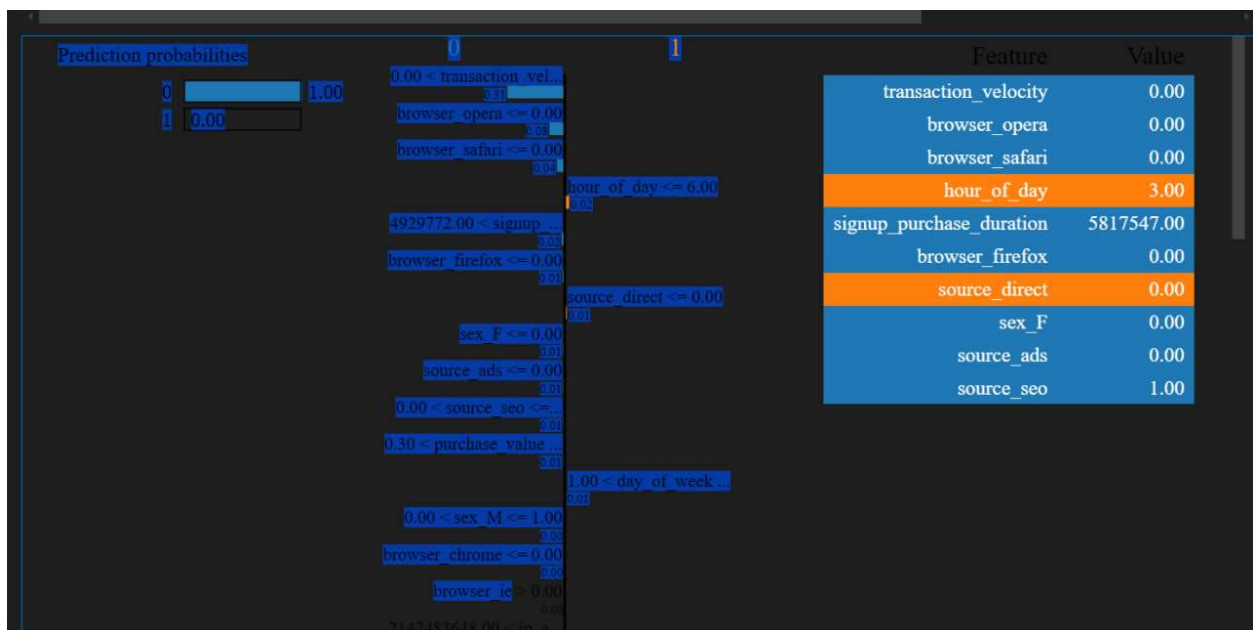 Prediction probabilities
0 1.00
1 0.00
0 1
0.00 < transaction_vel...
0.31
browser_opera <= 0.00
0.08
browser_safari <= 0.00
0.04
hour_of_day <= 6.00
0.02
4929772.00 < signup_...
0.02
browser_firefox <= 0.00
0.01
source_direct <= 0.00
0.01
sex_F <= 0.00
0.01
source_ads <= 0.00
0.01
0.00 < source_seo <=...
0.01
0.30 < purchase_value ...
0.01
1.00 < day_of_week ...
0.01
0.00 < sex_M <= 1.00
0.00
browser_chrome <= 0.00
0.00
browser_ie > 0.00
0.00
-2147483648.00 < ip_a...
Feature Value
transaction_velocity 0.00
browser_opera 0.00
browser_safari 0.00
hour_of_day 3.00
signup_purchase_duration 5817547.00
browser_firefox 0.00
source_direct 0.00
sex_F 0.00
source_ads 0.00
source_seo 1.00